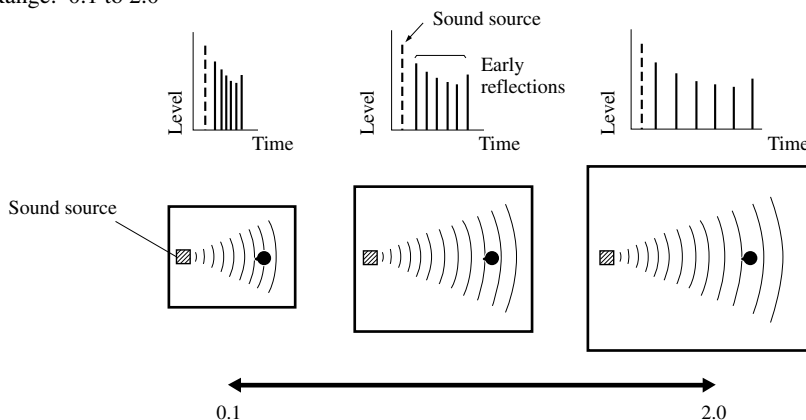 Range: 0.1 to 2.0
Sound source
Early
reflections
Level
Time
Level
Time
Level
Time
Sound source
0.1
2.0